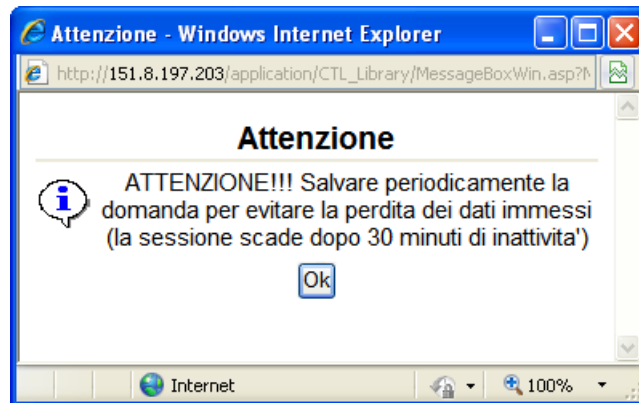 Attenzione - Windows Internet Explorer
http://151.8.197.203/application/CTL_Library/MessageBoxWin.asp?
Attenzione
ATTENZIONE!!! Salvare periodicamente la
domanda per evitare la perdita dei dati immessi
(la sessione scade dopo 30 minuti di inattivita')
Ok
Internet
100%